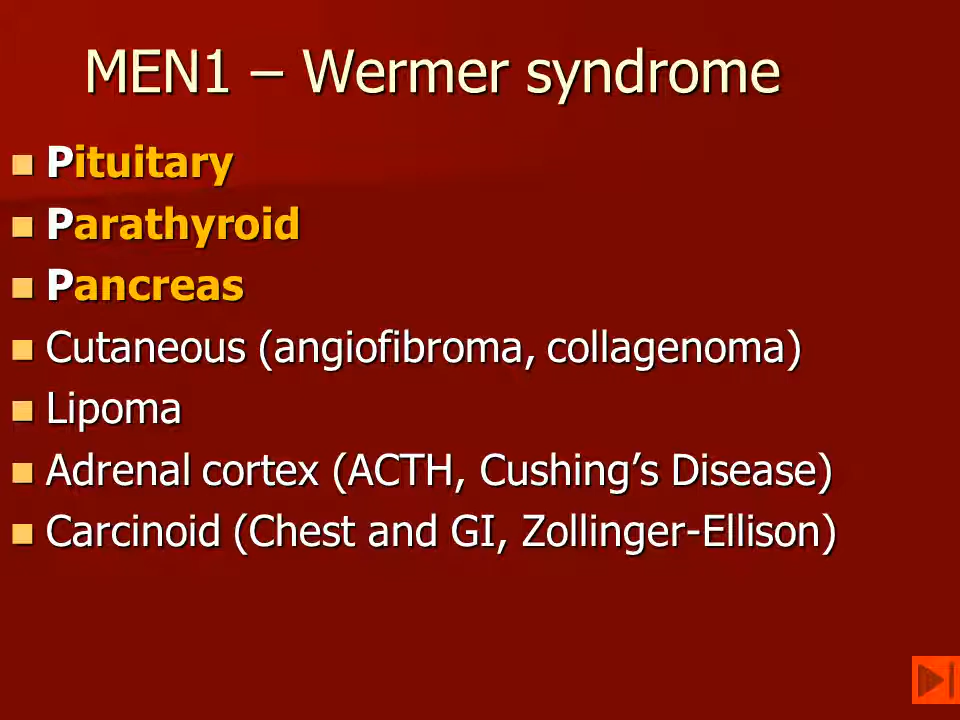 MEN1 – Wermer syndrome
Pituitary
Parathyroid
Pancreas
Cutaneous (angiofibroma, collagenoma)
Lipoma
Adrenal cortex (ACTH, Cushing’s Disease)
Carcinoid (Chest and GI, Zollinger-Ellison)